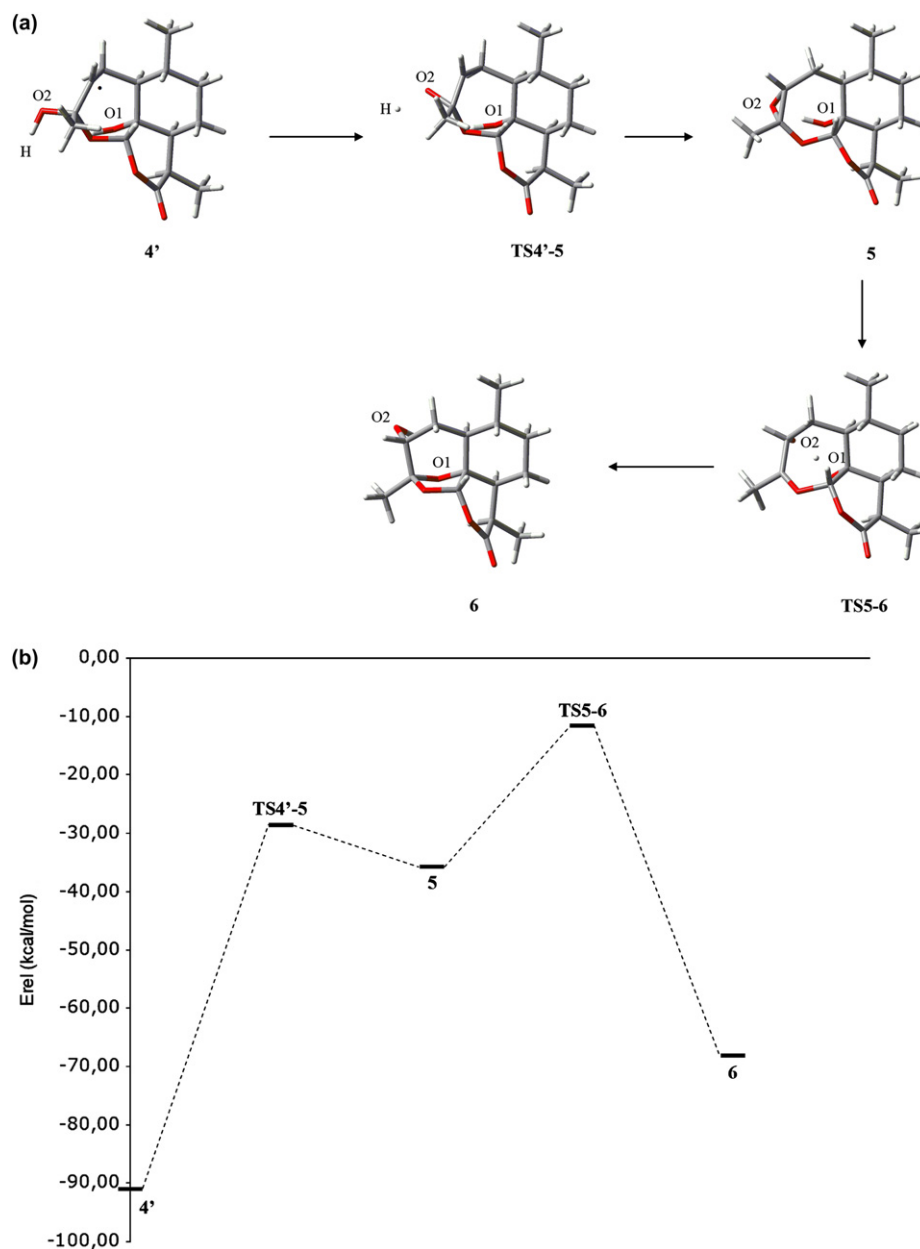 (a)
O2
H
O1
4’
O2
H
O1
TS4’-5
O2
O1
5
O2
O1
6
O2
O1
TS5-6
(b)
0,00
-10,00
-20,00
-30,00
-40,00
-50,00
-60,00
-70,00
-80,00
-90,00
-100,00
Erel (kcal/mol)
4’
TS4’-5
5
TS5-6
6